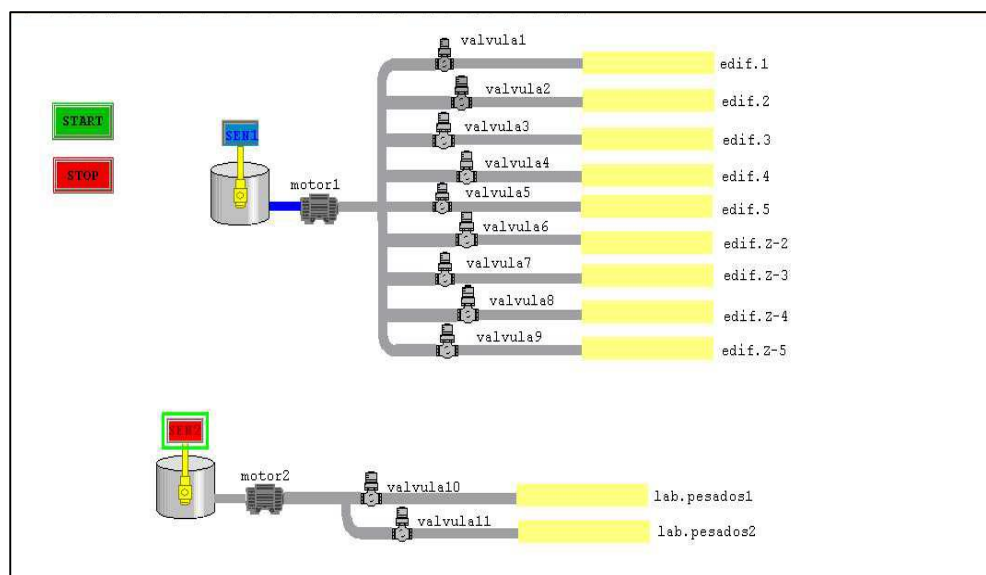 valvula1
edif.1
valvula2
edif.2
START
valvula3
SEN1
edif.3
valvula4
STOP
edif.4
motor1
valvula5
edif.5
valvula6
edif.Z-2
valvula7
edif.Z-3
valvula8
edif.Z-4
valvula9
edif.Z-5
SEN2
motor2
valvula10
lab.pesados1
valvula11
lab.pesados2